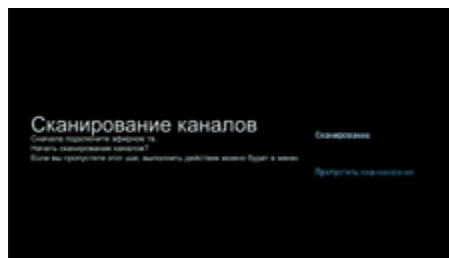 Сканирование каналов
Сначала подключите эфирное тв.
Начать сканирование каналов?
Если вы пропустите этот шаг, выполнить действие можно будет в меню
Сканирование
Пропустить сканирование